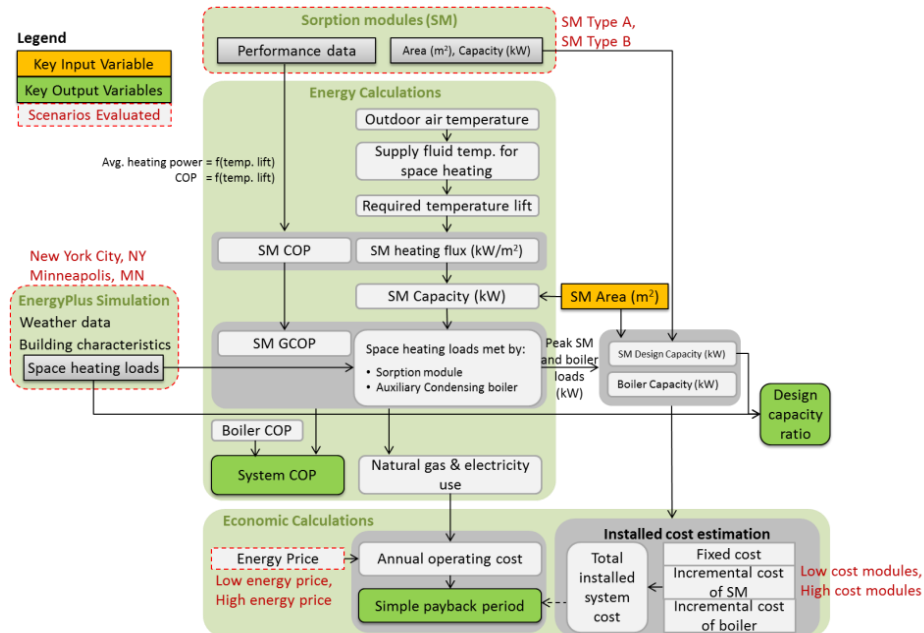 Sorption modules (SM)
SM Type A,
SM Type B
Performance data
Area (m²), Capacity (kW)
Legend
Key Input Variable
Key Output Variables
Scenarios Evaluated
Energy Calculations
Outdoor air temperature
Supply fluid temp. for
space heating
Avg. heating power = f(temp. lift)
COP = f(temp. lift)
Required temperature lift
SM COP
SM heating flux (kW/m²)
New York City, NY
Minneapolis, MN
EnergyPlus Simulation
Weather data
Building characteristics
Space heating loads
SM Capacity (kW)
SM Area (m²)
SM GCOP
Space heating loads met by:
• Sorption module
• Auxiliary Condensing boiler
Peak SM
and boiler
loads
(kW)
SM Design Capacity (kW)
Boiler Capacity (kW)
Design
capacity
ratio
Boiler COP
System COP
Natural gas & electricity
use
Economic Calculations
Energy Price
Low energy price,
High energy price
Annual operating cost
Simple payback period
Installed cost estimation
Total
installed
system
cost
Fixed cost
Incremental cost
of SM
Incremental cost
of boiler
Low cost modules,
High cost modules